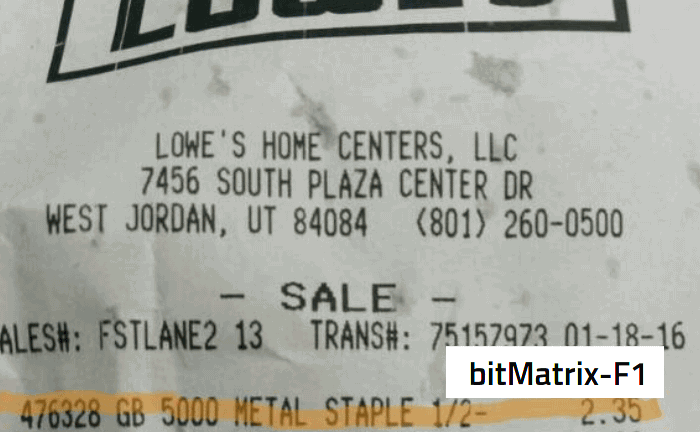 LOWE'S HOME CENTERS, LLC
7456 SOUTH PLAZA CENTER DR
WEST JORDAN, UT 84084 (801) 260-0500
- SALE -
ALES#: FSTLANE2 13 TRANS#: 75157973 01-18-16
bitMatrix-F1
476328 GB 5000 METAL STAPLE 1/2- 2.35